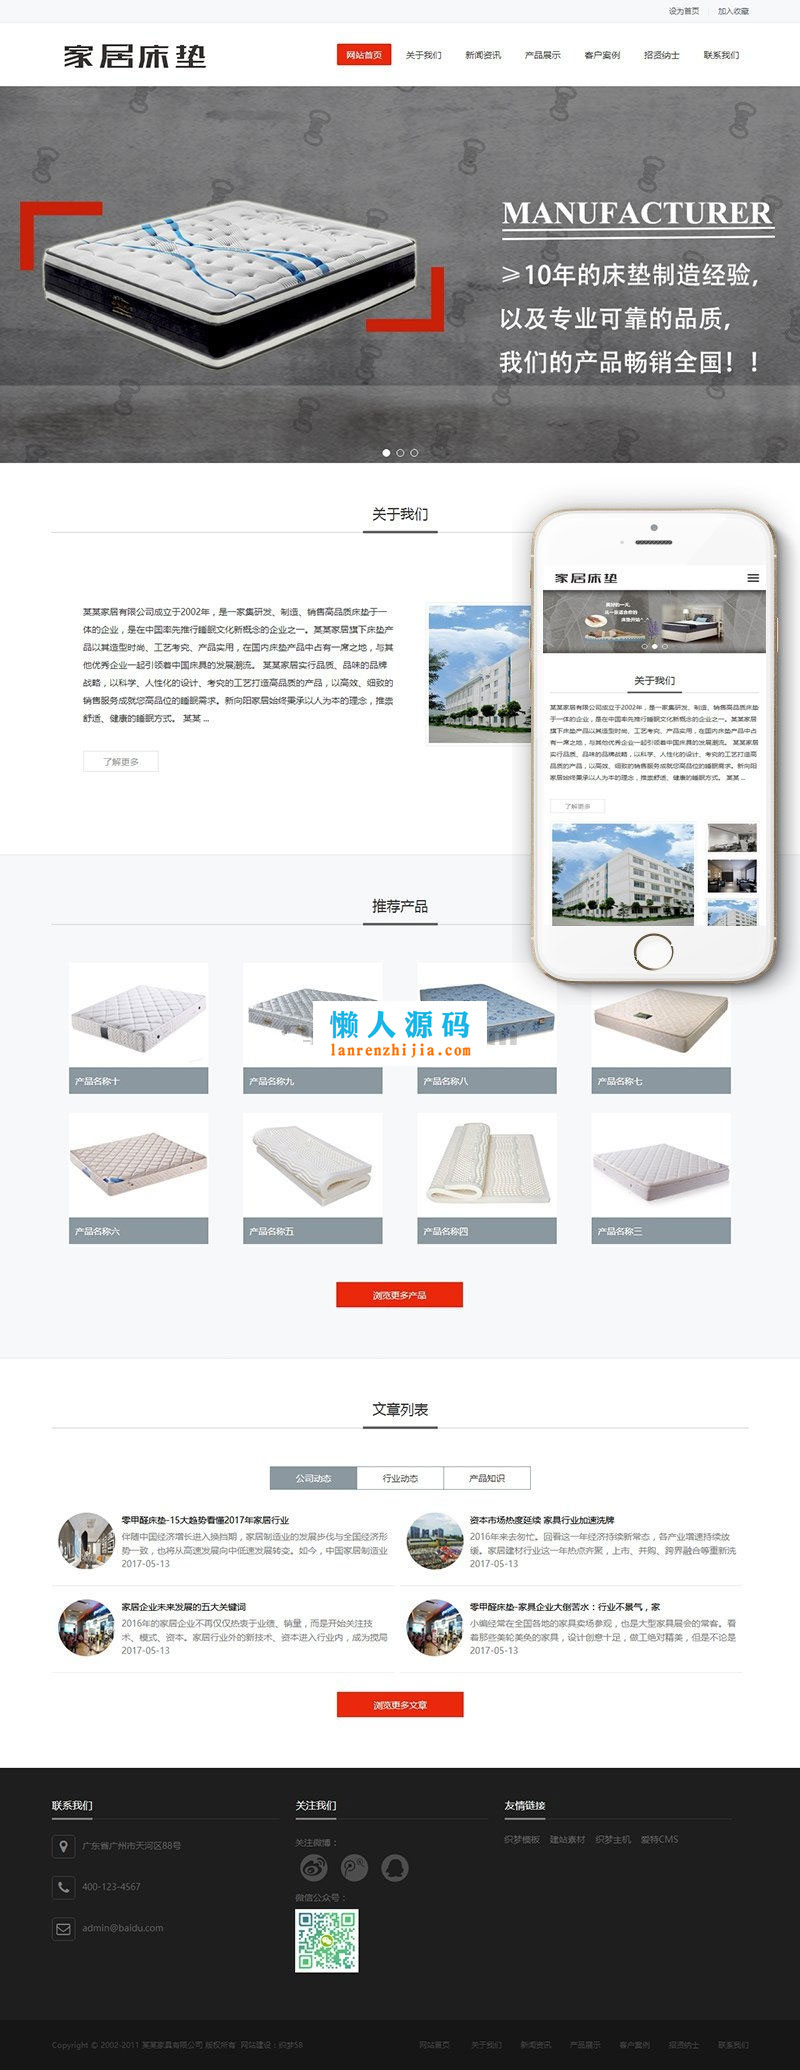 设为首页 加入收藏
家居床垫
网站首页 关于我们 新闻资讯 产品展示 客户案例 招贤纳士 联系我们
MANUFACTURER
≥10年的床垫制造经验,
以及专业可靠的品质,
我们的产品畅销全国！！
关于我们
某某家居有限公司成立于2002年，是一家集研发、制造、销售高品质床垫于一
体的企业，是在中国率先推行睡眠文化新概念的企业之一。某某家居旗下床垫产
品以其造型时尚、工艺考究、产品实用，在国内床垫产品中占有一席之地，与其
他优秀企业一起引领着中国床具的发展潮流。 某某家居实行品质、品味的品牌
战略，以科学、人性化的设计、考究的工艺打造高品质的产品，以高效、细致的
销售服务成就您高品位的睡眠需求。新向阳家居始终秉承以人为本的理念，推崇
舒适、健康的睡眠方式。 某某 ...
了解更多
家居床垫
美好的一天,
从一张适合你的
床垫开始^_^
关于我们
某某家居有限公司成立于2002年，是一家集研发、制造、销售高品质床垫
于一体的企业，是在中国率先推行睡眠文化新概念的企业之一。某某家居
旗下床垫产品以其造型时尚、工艺考究、产品实用，在国内床垫产品中占
有一席之地，与其他优秀企业一起引领着中国床具的发展潮流。 某某家居
实行品质、品味的品牌战略，以科学、人性化的设计、考究的工艺打造高
品质的产品，以高效、细致的销售服务成就您高品位的睡眠需求。新向阳
家居始终秉承以人为本的理念，推崇舒适、健康的睡眠方式。 某某 ...
了解更多
推荐产品
懒人源码
lanrenzhijia.com
产品名称十 产品名称九 产品名称八 产品名称七
产品名称六 产品名称五 产品名称四 产品名称三
浏览更多产品
文章列表
公司动态 行业动态 产品知识
零甲醛床垫-15大趋势看懂2017年家居行业
伴随中国经济增长进入换挡期，家居制造业的发展步伐与全国经济形
势一致，也将从高速发展向中低速发展转变。如今，中国家居制造业
2017-05-13
资本市场热度延续 家具行业加速洗牌
2016年来去匆忙。回看这一年经济持续新常态，各产业增速持续放
缓。家居建材行业这一年热点齐聚，上市、并购、跨界融合等重新洗
2017-05-13
家居企业未来发展的五大关键词
2016年的家居企业不再仅仅热衷于业绩、销量，而是开始关注技
术、模式、资本。家居行业外的新技术、资本进入行业内，成为搅局
2017-05-13
零甲醛床垫-家具企业大倒苦水：行业不景气，家
小编经常在全国各地的家具卖场参观，也是大型家具展会的常客。看
着那些美轮美奂的家具，设计创意十足，做工绝对精美，但是不论是
2017-05-13
浏览更多文章
联系我们
广东省广州市天河区88号
400-123-4567
admin@baidu.com
关注我们
关注微博：
微信公众号：
友情链接
织梦模板 建站素材 织梦主机 爱特CMS
Copyright © 2002-2011 某某家具有限公司 版权所有 网站建设：织梦58
网站首页 关于我们 新闻资讯 产品展示 客户案例 招贤纳士 联系我们